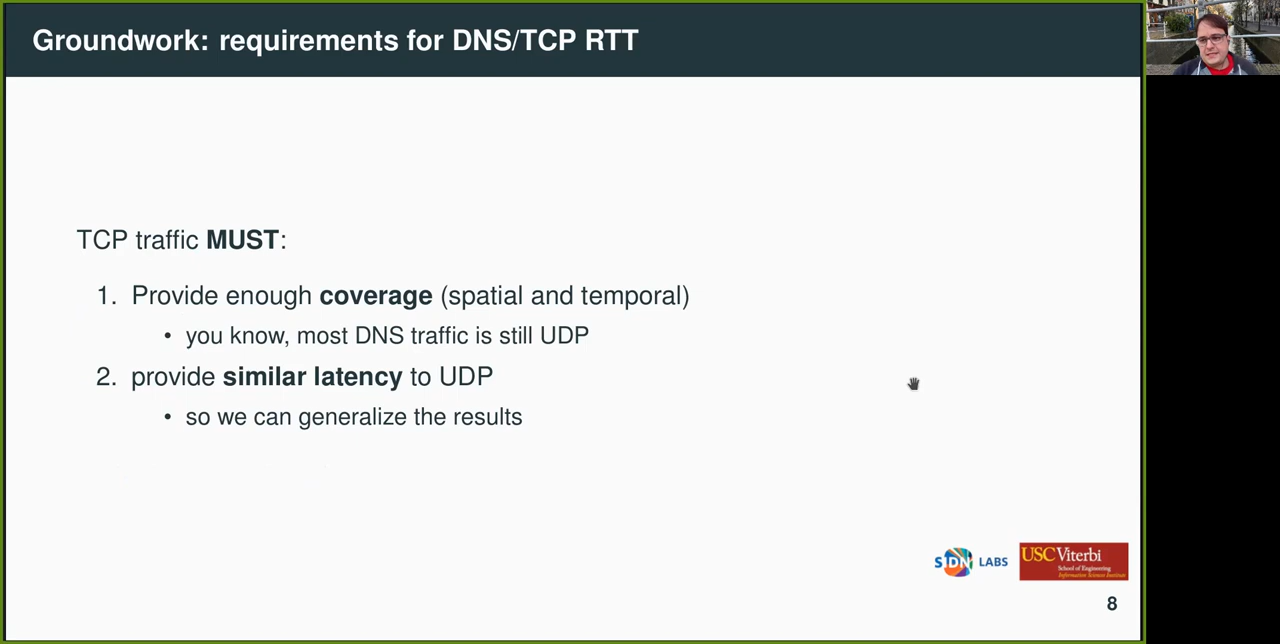 Groundwork: requirements for DNS/TCP RTT
TCP traffic MUST:
1. Provide enough coverage (spatial and temporal)
• you know, most DNS traffic is still UDP
2. provide similar latency to UDP
• so we can generalize the results
SIDN LABS
USC Viterbi
School of Engineering
Information Sciences Institute
8